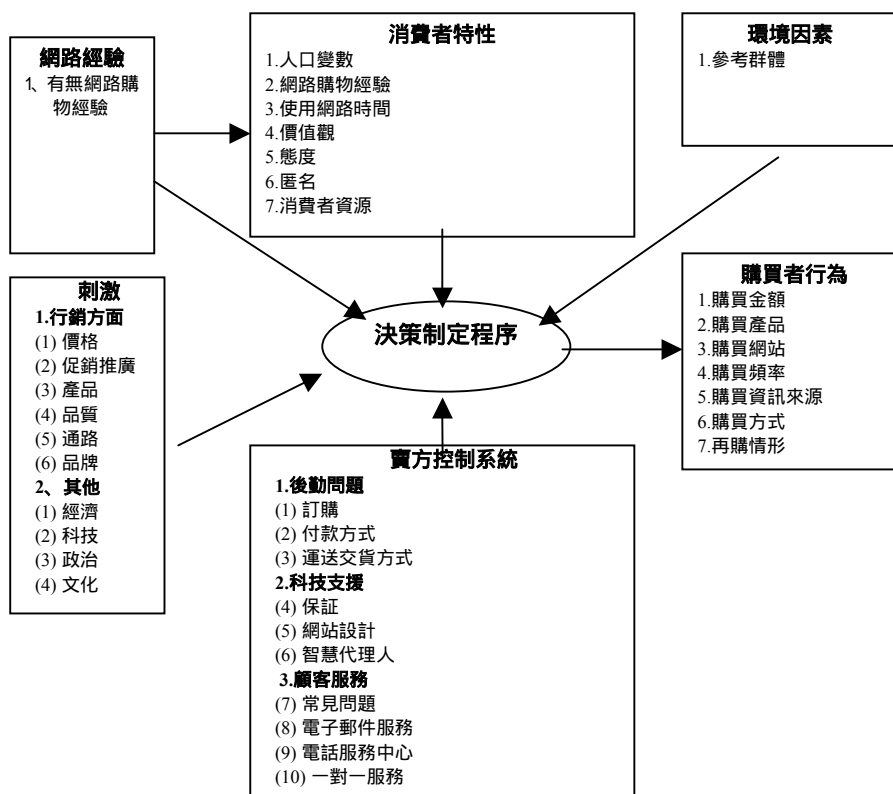 網路經驗
1、有無網路購
物經驗
消費者特性
1.人口變數
2.網路購物經驗
3.使用網路時間
4.價值觀
5.態度
6.匿名
7.消費者資源
環境因素
1.參考群體
刺激
1.行銷方面
(1) 價格
(2) 促銷推廣
(3) 產品
(4) 品質
(5) 通路
(6) 品牌
2、其他
(1) 經濟
(2) 科技
(3) 政治
(4) 文化
決策制定程序
購買者行為
1.購買金額
2.購買產品
3.購買網站
4.購買頻率
5.購買資訊來源
6.購買方式
7.再購情形
賣方控制系統
1.後勤問題
(1) 訂購
(2) 付款方式
(3) 運送交貨方式
2.科技支援
(4) 保証
(5) 網站設計
(6) 智慧代理人
3.顧客服務
(7) 常見問題
(8) 電子郵件服務
(9) 電話服務中心
(10) 一對一服務